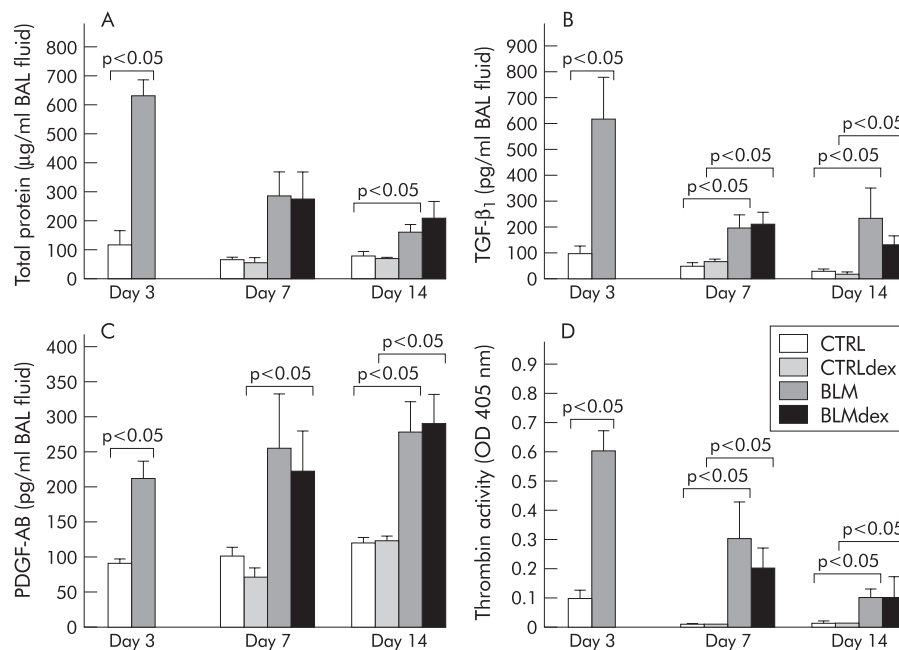 A
Total protein (μg/ml BAL fluid)
800
700
600
500
400
300
200
100
0
p<0.05
p<0.05
Day 3
Day 7
Day 14
B
TGF-β1 (pg/ml BAL fluid)
900
800
700
600
500
400
300
200
100
0
p<0.05
p<0.05
p<0.05
p<0.05
p<0.05
Day 3
Day 7
Day 14
C
PDGF-AB (pg/ml BAL fluid)
400
350
300
250
200
150
100
50
0
p<0.05
p<0.05
p<0.05
p<0.05
Day 3
Day 7
Day 14
D
Thrombin activity (OD 405 nm)
0.9
0.8
0.7
0.6
0.5
0.4
0.3
0.2
0.1
0
p<0.05
p<0.05
p<0.05
p<0.05
p<0.05
Day 3
Day 7
Day 14
CTRL
CTRLdex
BLM
BLMdex